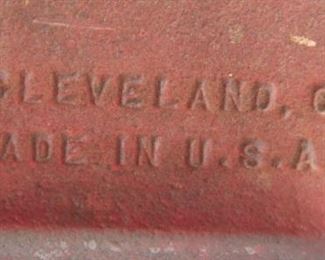 CLEVELAND, O
ADE IN U.S.A